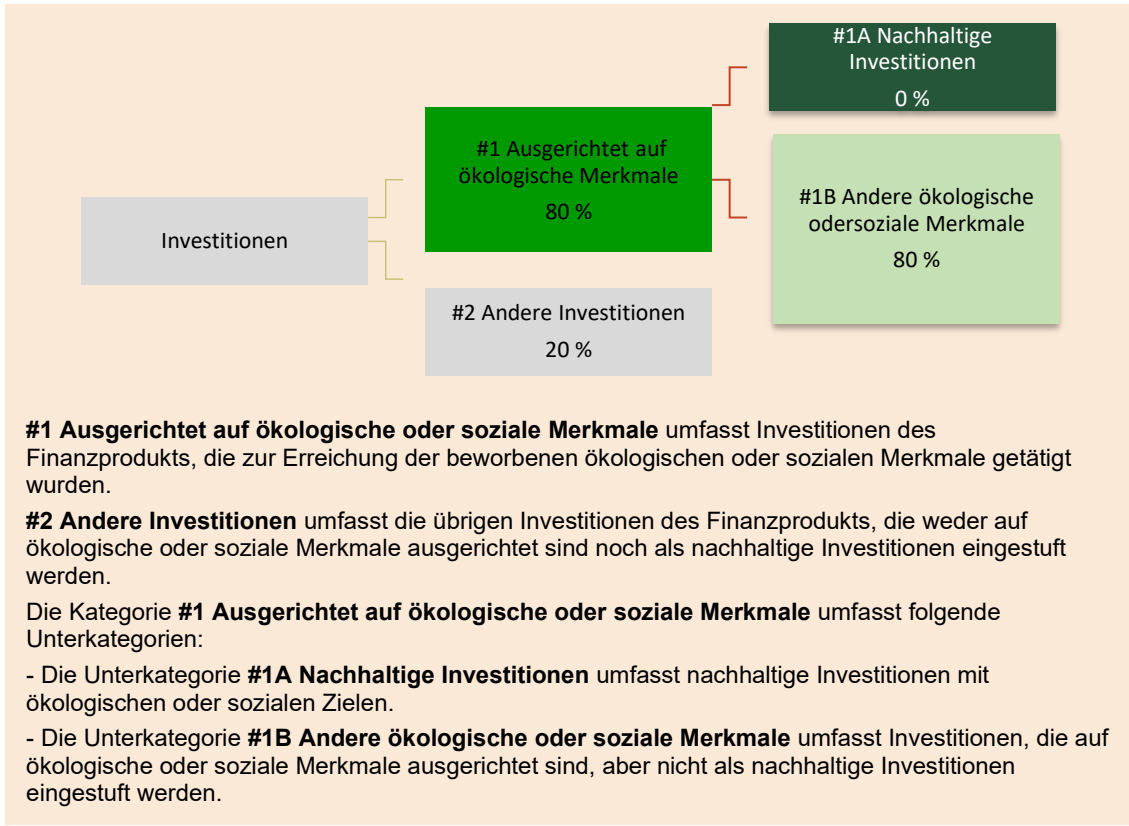 #1A Nachhaltige
Investitionen
0 %
#1 Ausgerichtet auf
ökologische Merkmale
80 %
#1B Andere ökologische
odersoziale Merkmale
80 %
Investitionen
#2 Andere Investitionen
20 %
#1 Ausgerichtet auf ökologische oder soziale Merkmale umfasst Investitionen des
Finanzprodukts, die zur Erreichung der beworbenen ökologischen oder sozialen Merkmale getätigt
wurden.
#2 Andere Investitionen umfasst die übrigen Investitionen des Finanzprodukts, die weder auf
ökologische oder soziale Merkmale ausgerichtet sind noch als nachhaltige Investitionen eingestuft
werden.
Die Kategorie #1 Ausgerichtet auf ökologische oder soziale Merkmale umfasst folgende
Unterkategorien:
- Die Unterkategorie #1A Nachhaltige Investitionen umfasst nachhaltige Investitionen mit
ökologischen oder sozialen Zielen.
- Die Unterkategorie #1B Andere ökologische oder soziale Merkmale umfasst Investitionen, die auf
ökologische oder soziale Merkmale ausgerichtet sind, aber nicht als nachhaltige Investitionen
eingestuft werden.